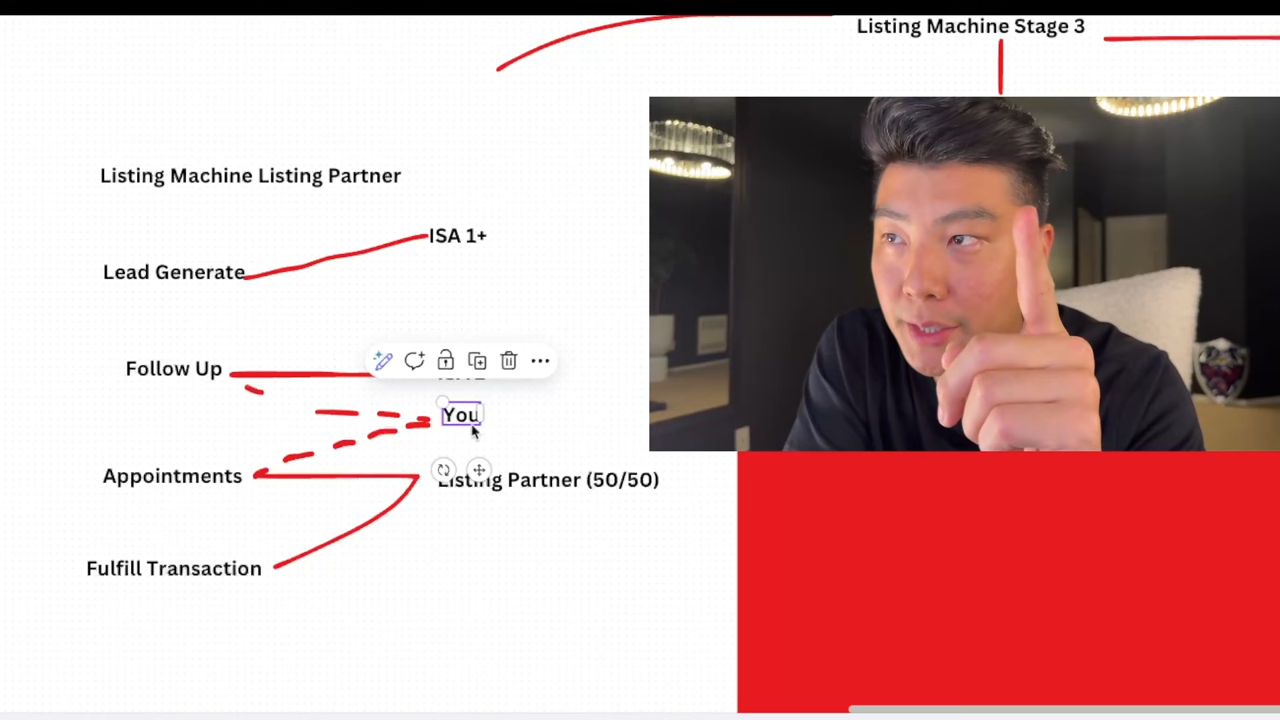 Listing Machine Stage 3
Listing Machine Listing Partner
ISA 1+
Lead Generate
Follow Up
You
Appointments
Listing Partner (50/50)
Fulfill Transaction